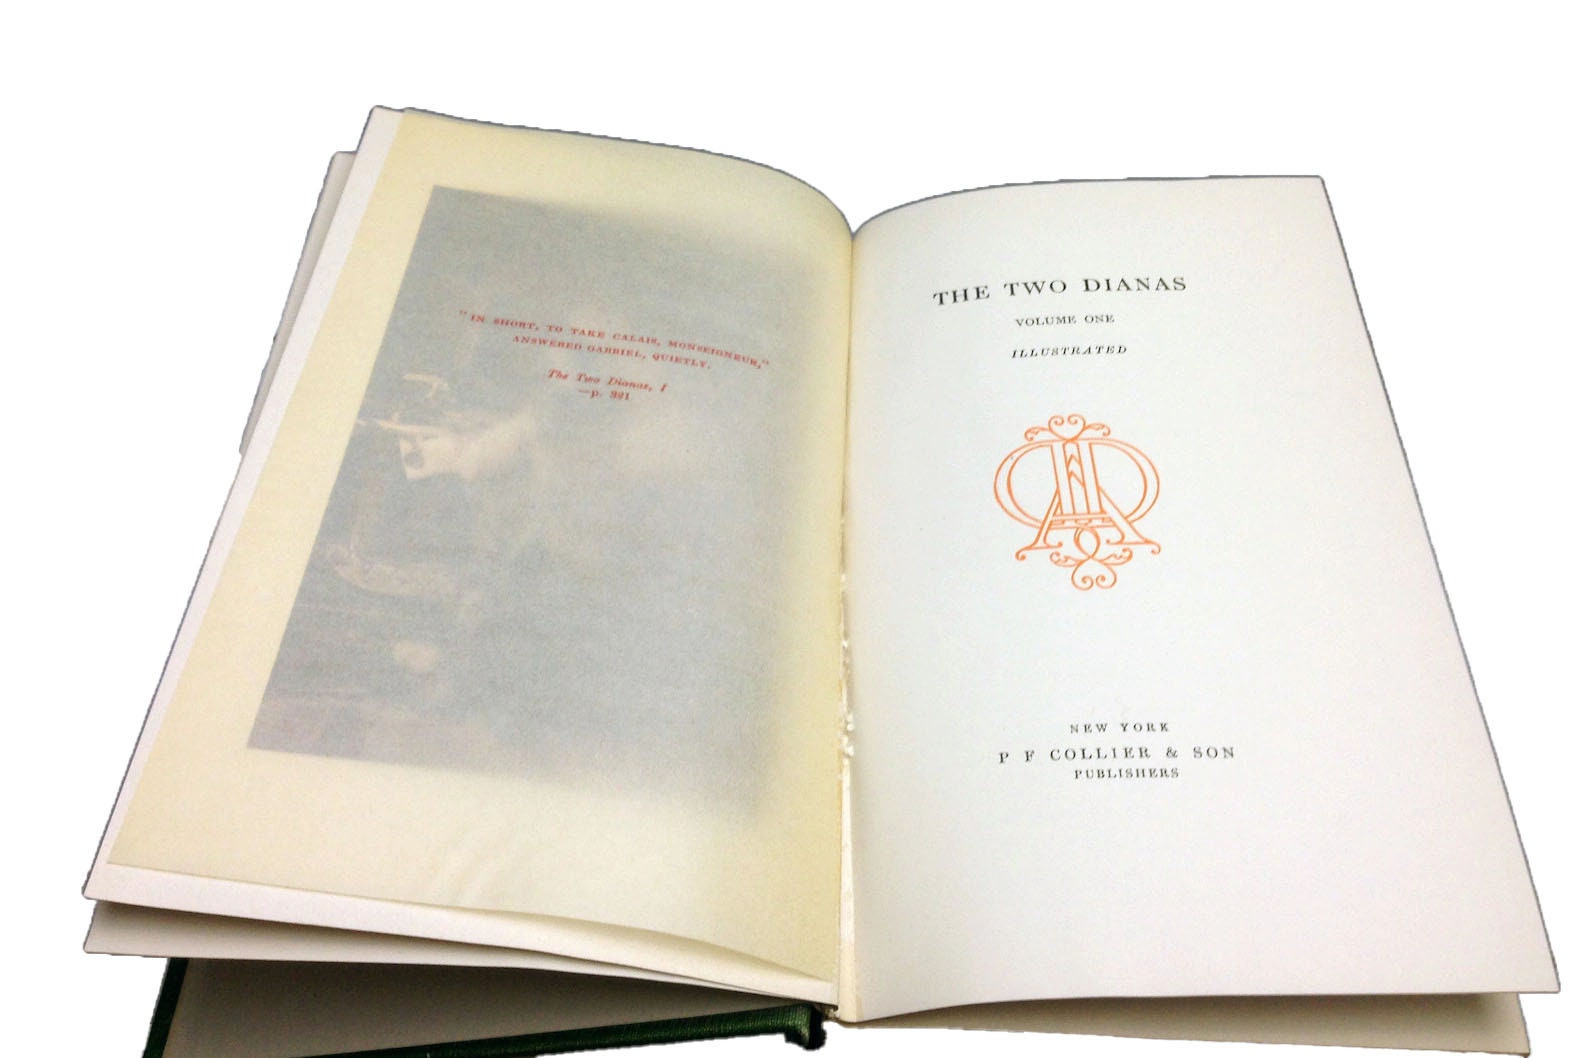 "IN SHORT, TO TAKE CALAIS, MONSEIGNEUR,"
ANSWERED GABRIEL, QUIETLY.
The Two Dianas, I
—p. 321
THE TWO DIANAS
VOLUME ONE
ILLUSTRATED
NEW YORK
P F COLLIER & SON
PUBLISHERS